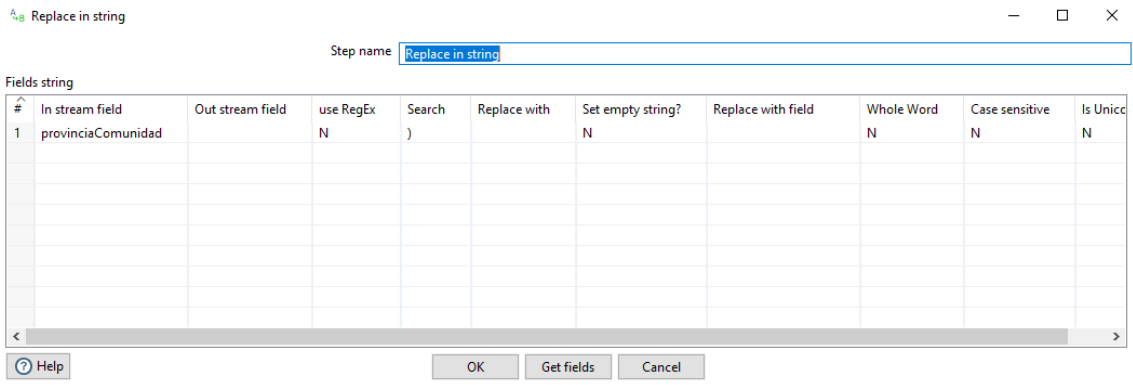 Replace in string
Step name Replace in string
Fields string
# In stream field Out stream field use RegEx Search Replace with Set empty string? Replace with field Whole Word Case sensitive Is Unicc
1 provinciaComunidad N ) N N N N
Help OK Get fields Cancel